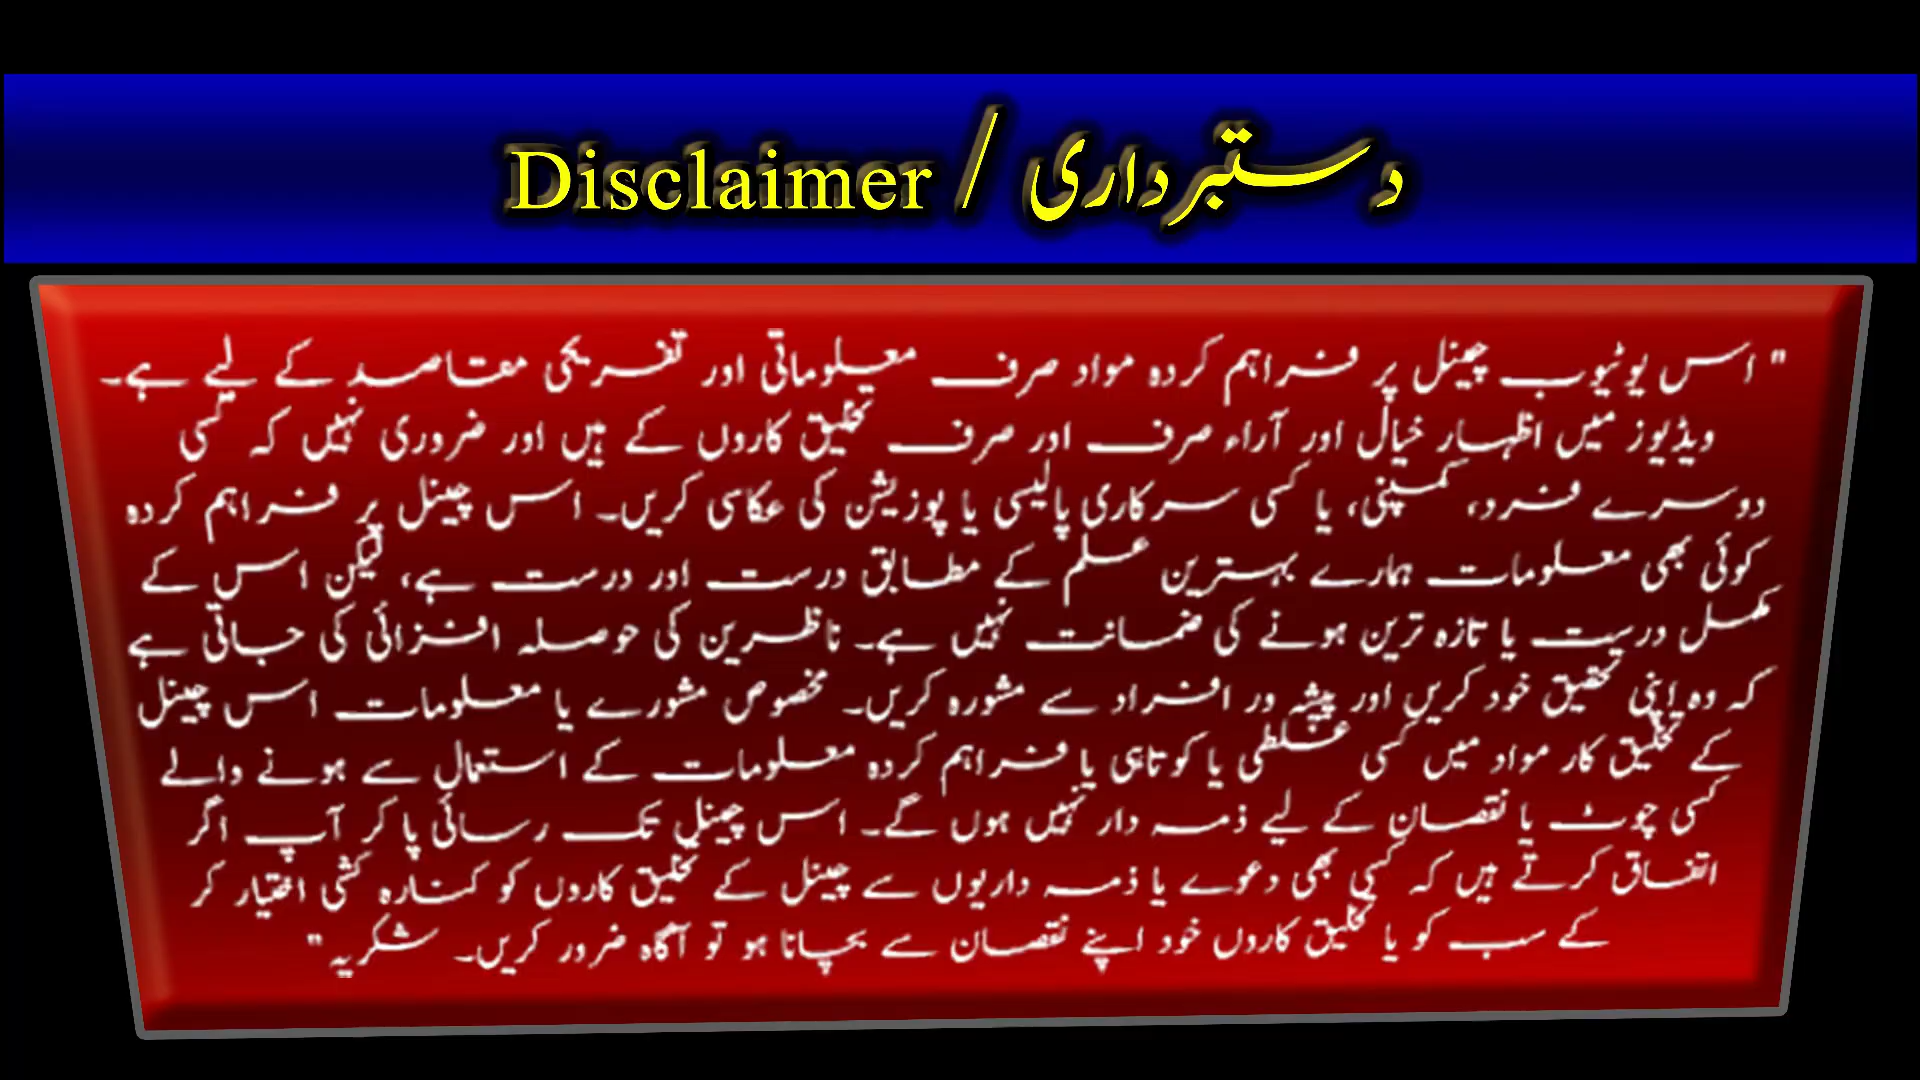 دستبرداری / Disclaimer
" اس یوٹیوب چینل پر فراہم کردہ مواد صرف معلوماتی اور تفریحی مقاصد کے لیے ہے۔
ویڈیوز میں اظہار خیال اور آراء صرف اور صرف تخلیق کاروں کے ہیں اور ضروری نہیں کہ کسی
دوسرے فرد، کمپنی، یا کسی سرکاری پالیسی یا پوزیشن کی عکاسی کریں۔ اس چینل پر فراہم کردہ
کوئی بھی معلومات ہمارے بہترین علم کے مطابق درست اور درست ہے، لیکن اس کے
مکمل درست یا تازہ ترین ہونے کی ضمانت نہیں ہے۔ ناظرین کی حوصلہ افزائی کی جاتی ہے
کہ وہ اپنی تحقیق خود کریں اور پیشہ ور افراد سے مشورہ کریں۔ مخصوص مشورے یا معلومات اس چینل
کے تخلیق کار مواد میں کسی غلطی یا کوتاہی یا فراہم کردہ معلومات کے استعمال سے ہونے والے
کسی چوٹ یا نقصان کے لیے ذمہ دار نہیں ہوں گے۔ اس چینل تک رسائی پا کر آپ اگر
اتفاق کرتے ہیں کہ کسی بھی دعوے یا ذمہ داریوں سے چینل کے تخلیق کاروں کو کنارہ کشی اختیار کر
کے سب کو یا تخلیق کاروں خود اپنے نقصان سے بچانا ہو تو آگاہ ضرور کریں۔ شکریہ "